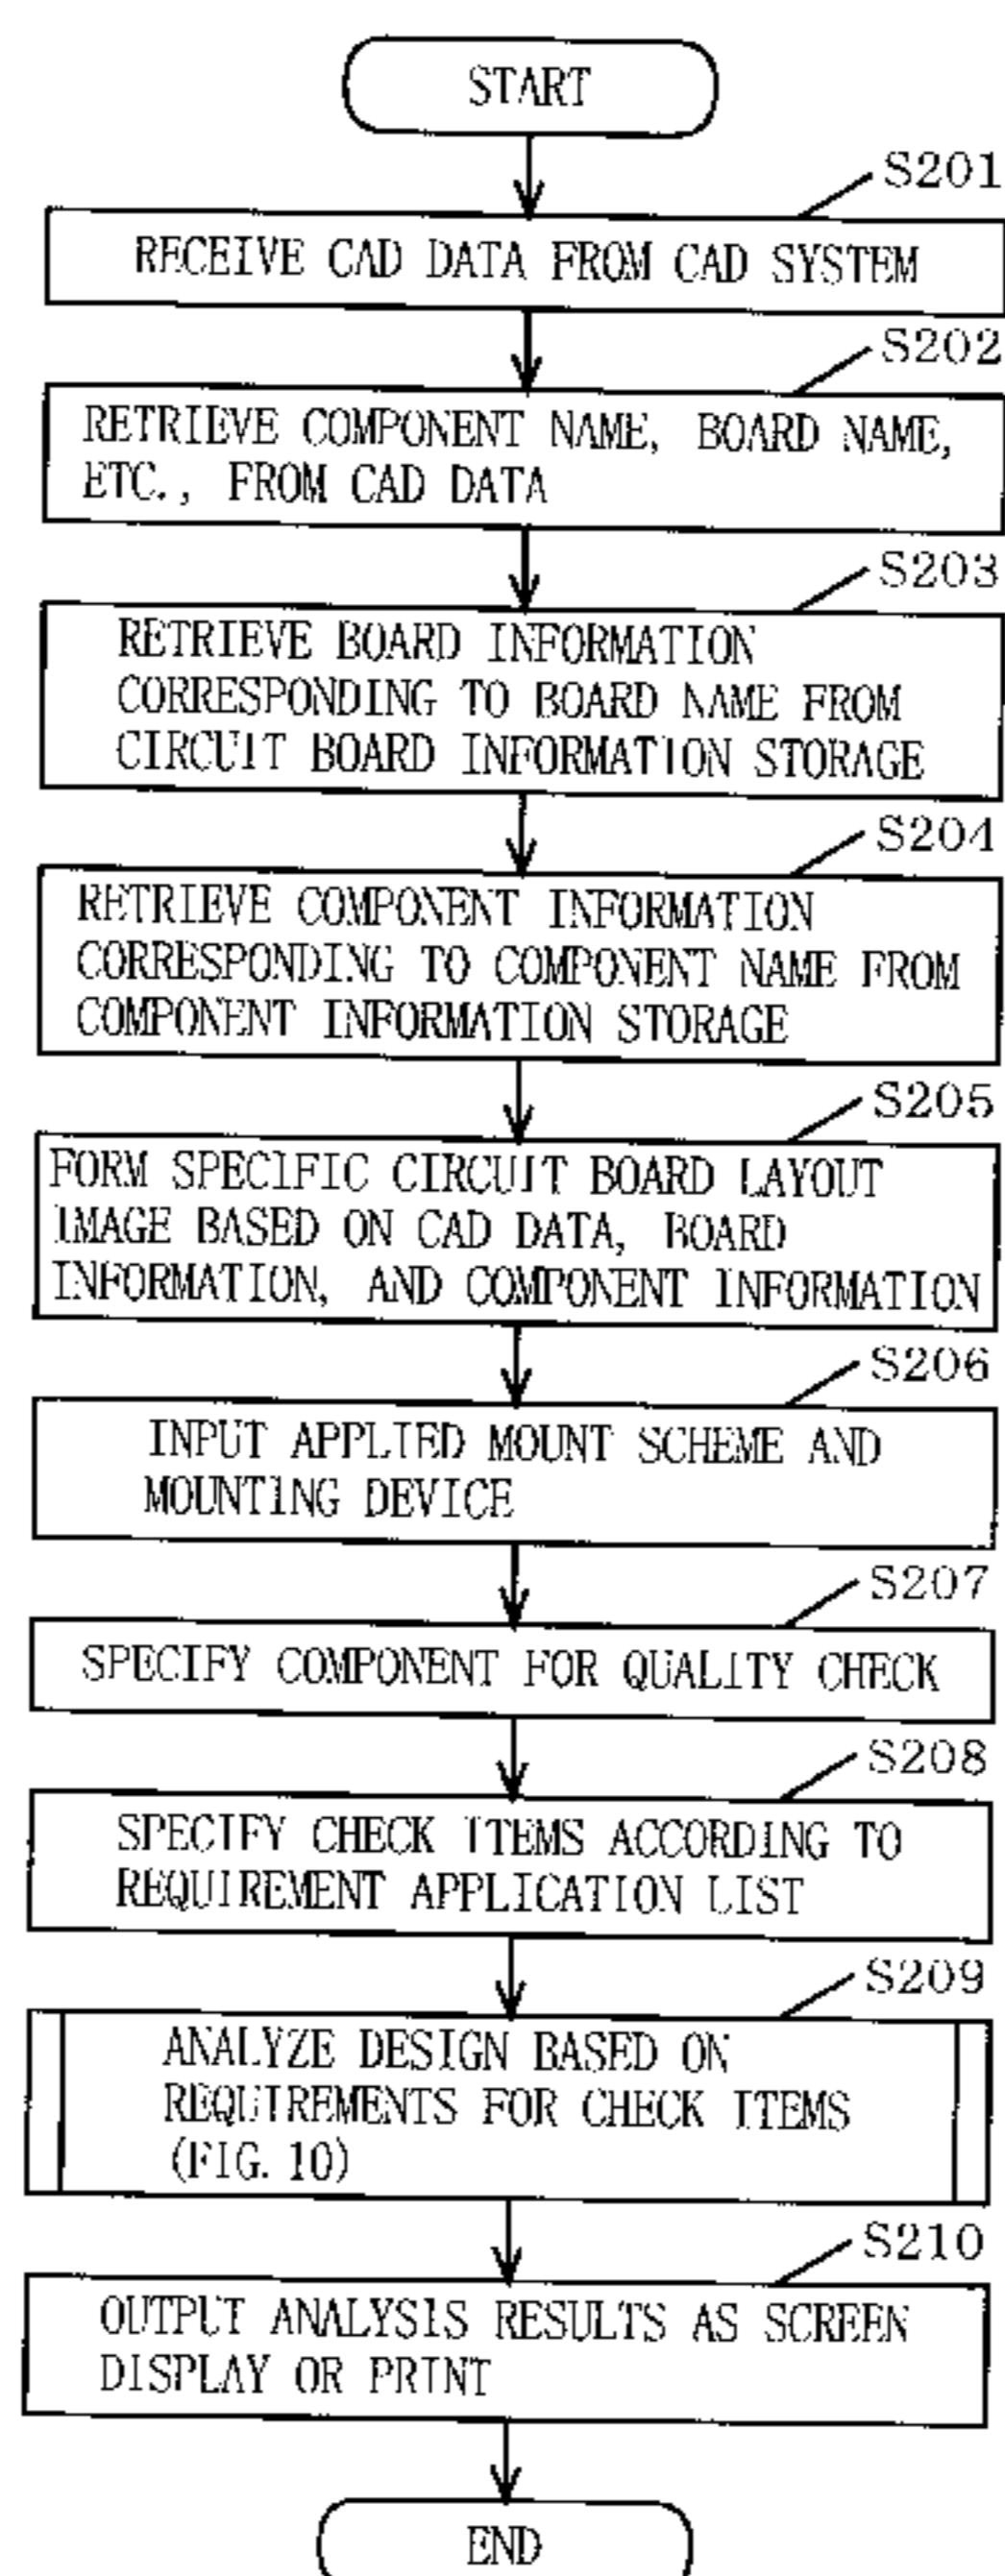 START
S201
RECEIVE CAD DATA FROM CAD SYSTEM
S202
RETRIEVE COMPONENT NAME, BOARD NAME,
ETC., FROM CAD DATA
S203
RETRIEVE BOARD INFORMATION
CORRESPONDING TO BOARD NAME FROM
CIRCUIT BOARD INFORMATION STORAGE
S204
RETRIEVE COMPONENT INFORMATION
CORRESPONDING TO COMPONENT NAME FROM
COMPONENT INFORMATION STORAGE
S205
FORM SPECIFIC CIRCUIT BOARD LAYOUT
IMAGE BASED ON CAD DATA, BOARD
INFORMATION, AND COMPONENT INFORMATION
S206
INPUT APPLIED MOUNT SCHEME AND
MOUNTING DEVICE
S207
SPECIFY COMPONENT FOR QUALITY CHECK
S208
SPECIFY CHECK ITEMS ACCORDING TO
REQUIREMENT APPLICATION LIST
S209
ANALYZE DESIGN BASED ON
REQUIREMENTS FOR CHECK ITEMS
(FIG. 10)
S210
OUTPUT ANALYSIS RESULTS AS SCREEN
DISPLAY OR PRINT
END